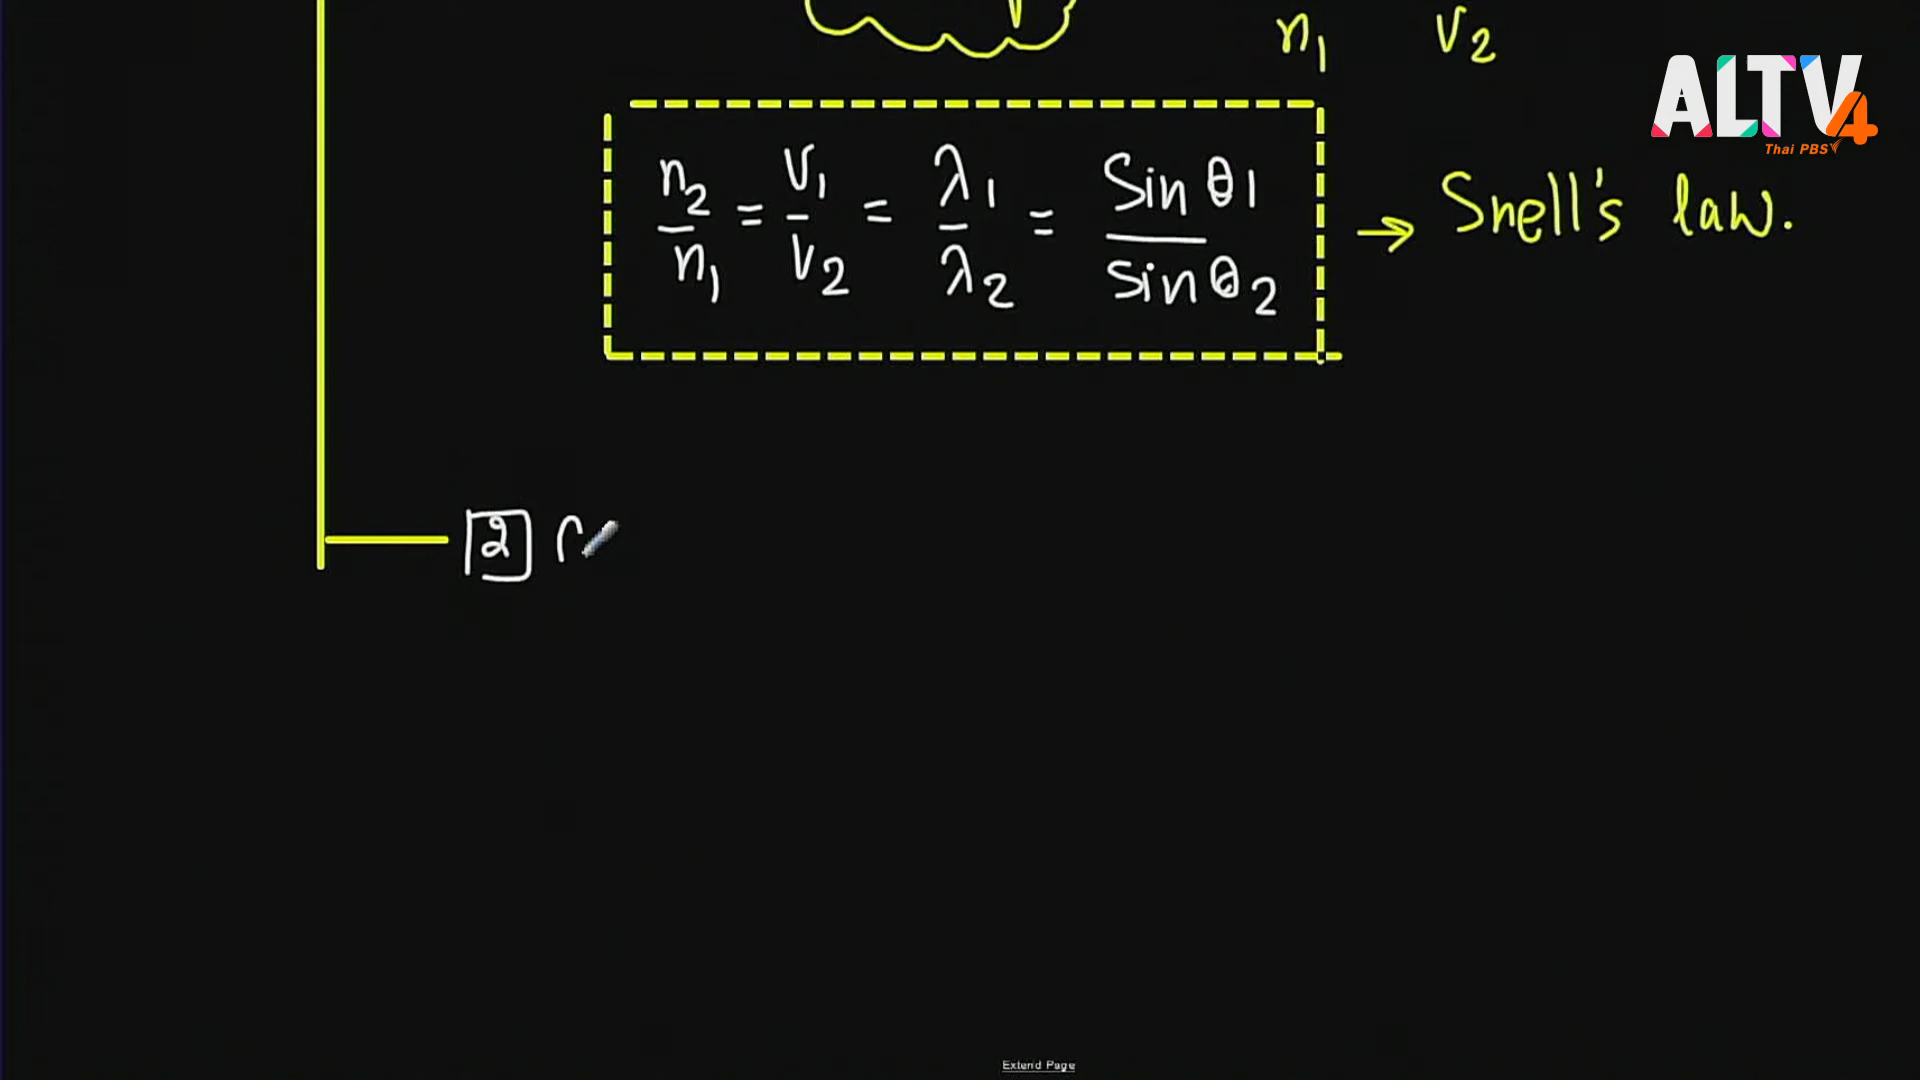 n₁ v₂
ALTV4
Thai PBS
n₂/n₁ = v₁/v₂ = λ₁/λ₂ = Sin θ1/sin θ₂ → Snell's law.
2
Extend Page